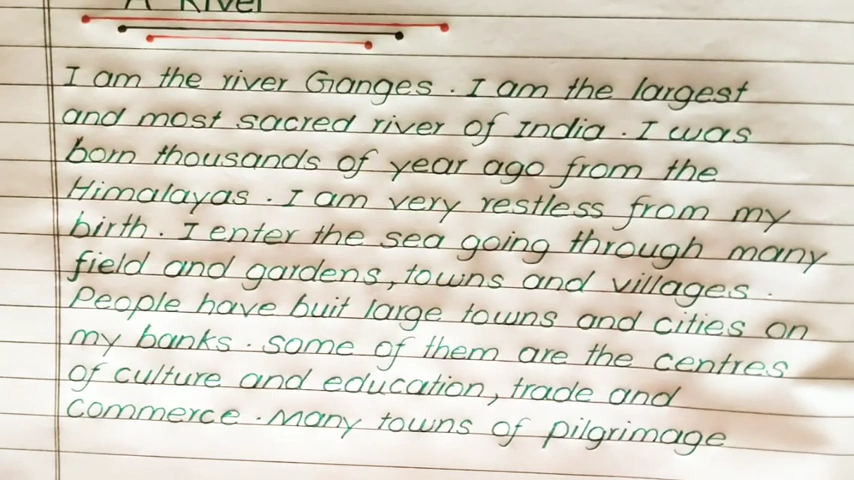 A River
I am the river Ganges. I am the largest
and most sacred river of India. I was
born thousands of year ago from the
Himalayas. I am very restless from my
birth. I enter the sea going through many
field and gardens, towns and villages.
People have buit large towns and cities on
my banks. some of them are the centres
of culture and education, trade and
commerce. Many towns of pilgrimage